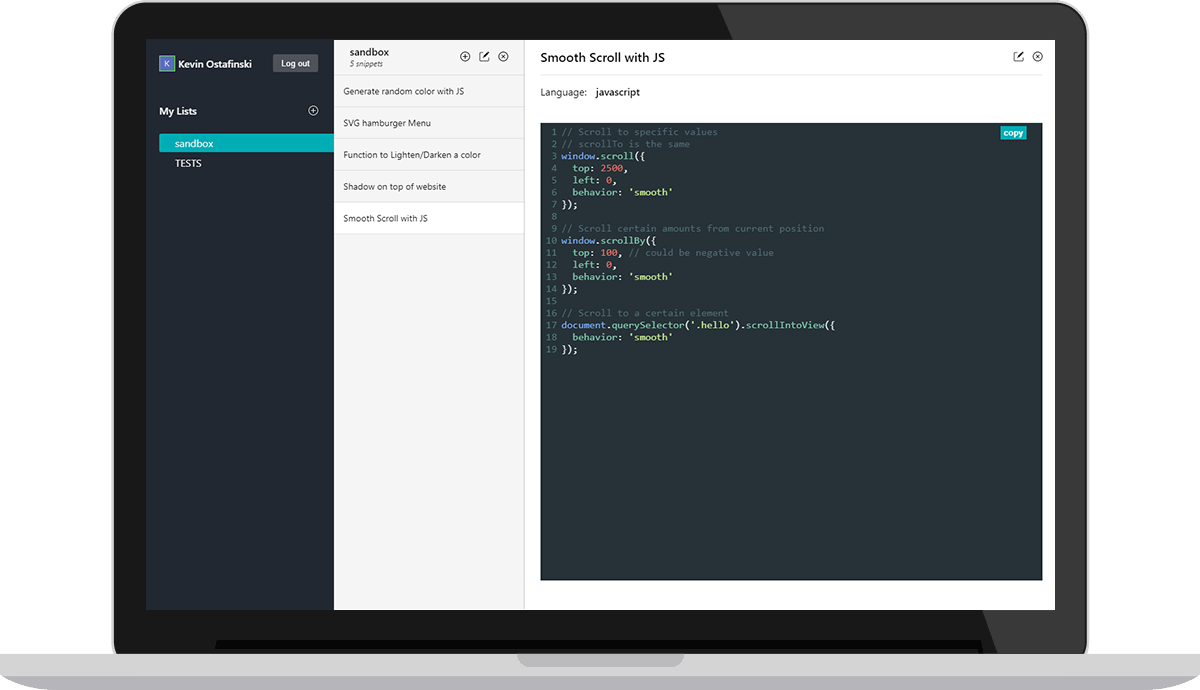 K Kevin Ostafinski
Log out
My Lists
sandbox
TESTS
sandbox
5 snippets
Generate random color with JS
SVG hamburger Menu
Function to Lighten/Darken a color
Shadow on top of website
Smooth Scroll with JS
Smooth Scroll with JS
Language: javascript
copy
1 // Scroll to specific values
2 // scrollTo is the same
3 window.scroll({
4   top: 2500,
5   left: 0,
6   behavior: 'smooth'
7 });
8
9 // Scroll certain amounts from current position
10 window.scrollBy({
11   top: 100, // could be negative value
12   left: 0,
13   behavior: 'smooth'
14 });
15
16 // Scroll to a certain element
17 document.querySelector('.hello').scrollIntoView({
18   behavior: 'smooth'
19 });